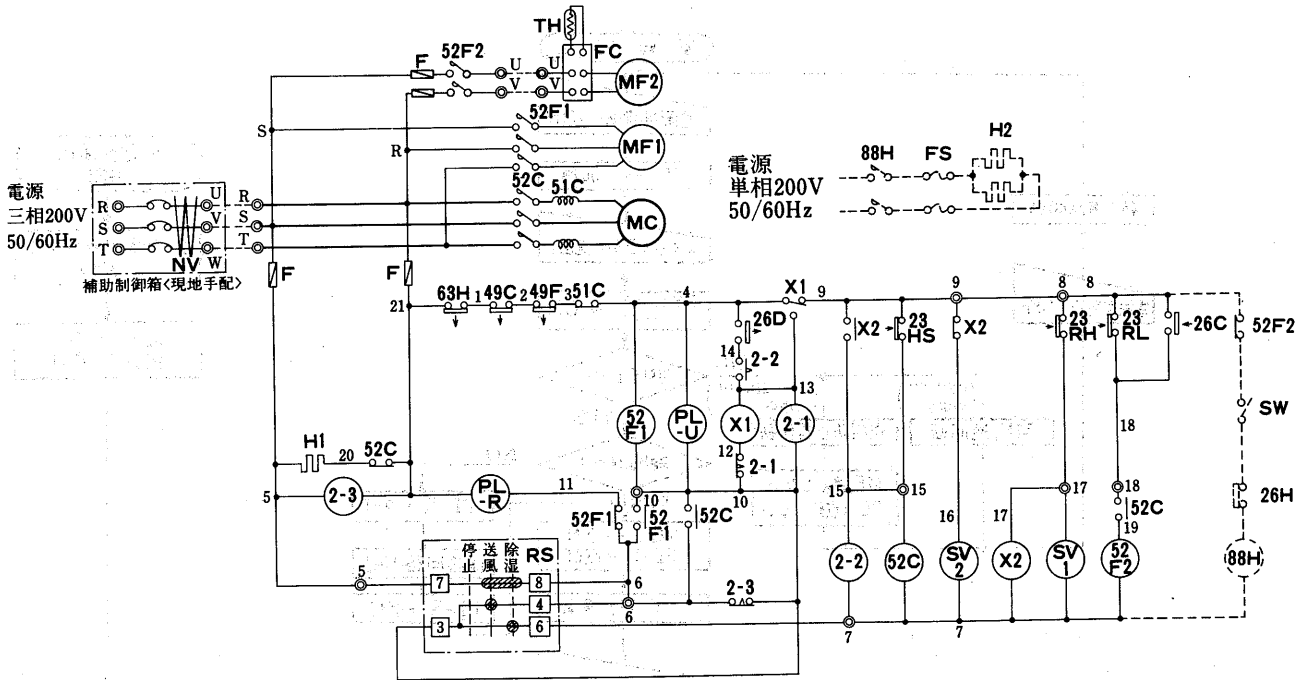 TH
FC
F
52F2
U
U
V
V
MF2
52F1
S
MF1
R
52C
51C
MC
電源
三相200V
50/60Hz
R
S
T
U
V
W
NV
R
S
T
補助制御箱<現地手配>
電源
単相200V
50/60Hz
88H
FS
H2
F
F
21
63H
1
49C
2
49F
3
51C
4
X1
9
9
8
8
26D
14
2-2
13
X2
23
HS
X2
23
RH
23
RL
26C
52F2
52
F1
PL
-U
X1
2-1
12
2-1
18
SW
H1
20
52C
5
2-3
PL
-R
11
10
10
15
15
17
18
26H
52F1
52
F1
52C
16
17
52C
19
2-2
52C
SV
2
X2
SV
1
52
F2
88H
停止
送風
除湿
RS
5
7
8
6
2-3
4
6
3
6
7
7